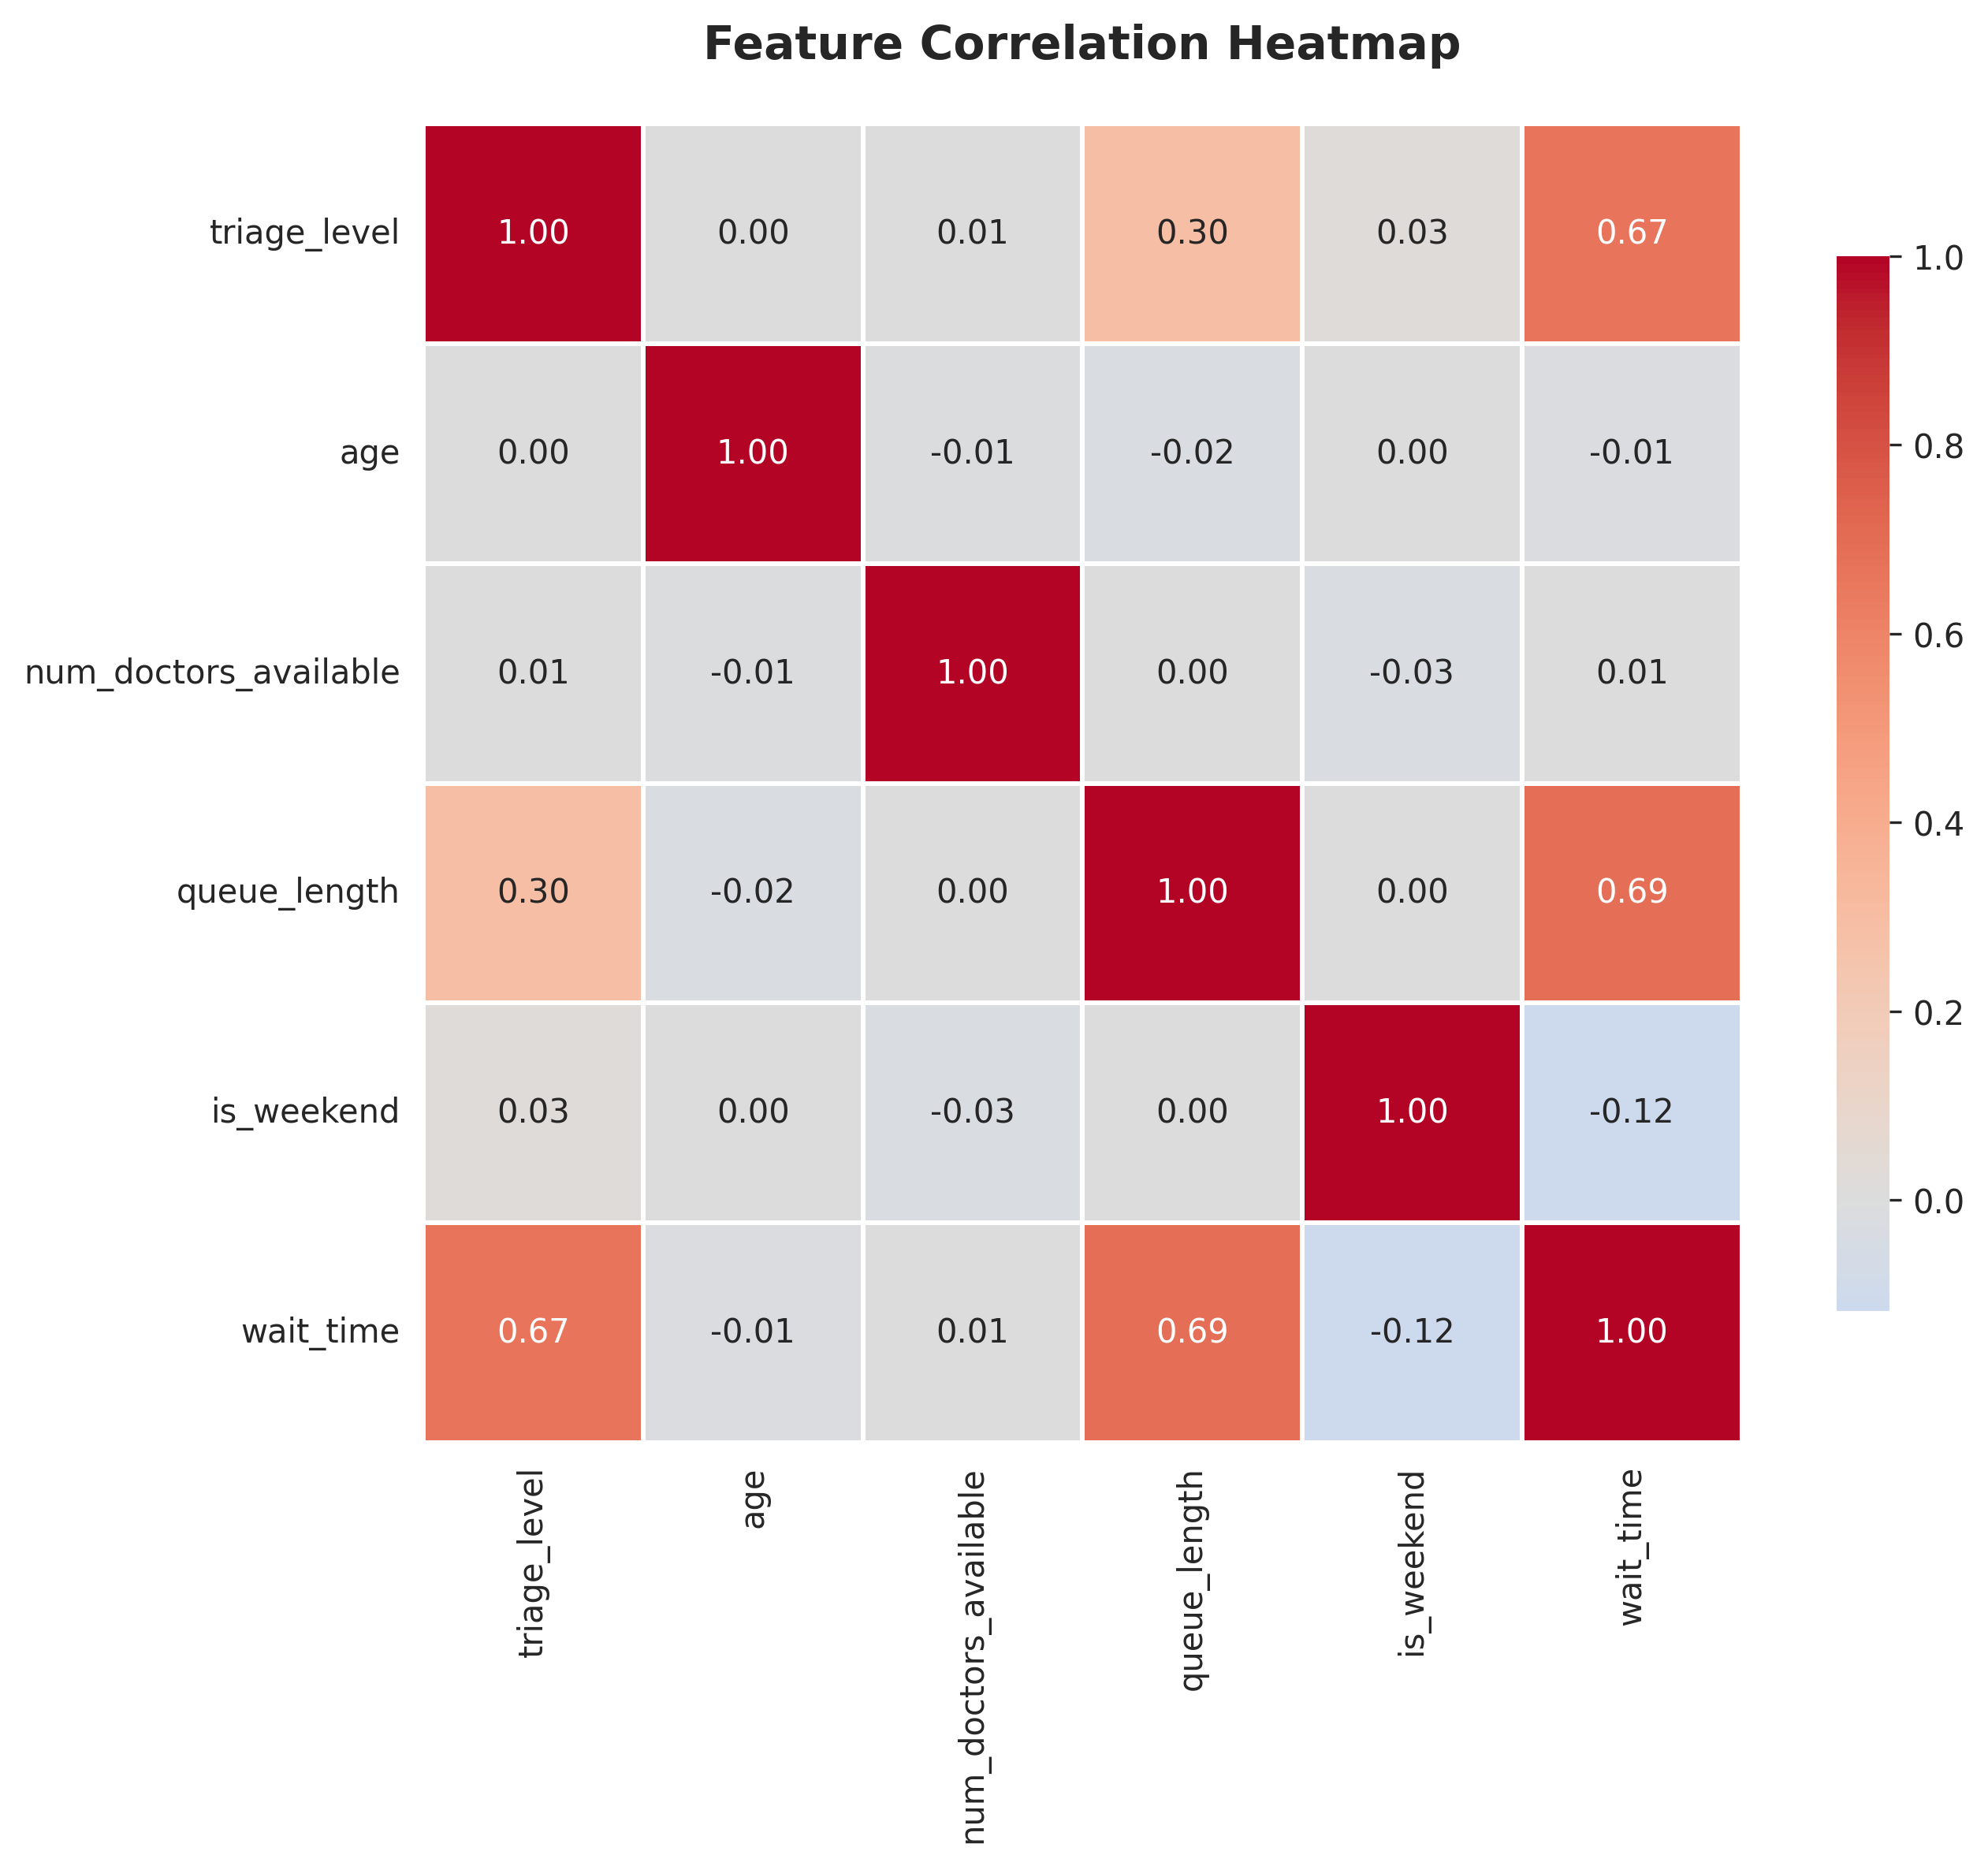 Feature Correlation Heatmap
triage_level 1.00 0.00 0.01 0.30 0.03 0.67
age 0.00 1.00 -0.01 -0.02 0.00 -0.01
num_doctors_available 0.01 -0.01 1.00 0.00 -0.03 0.01
queue_length 0.30 -0.02 0.00 1.00 0.00 0.69
is_weekend 0.03 0.00 -0.03 0.00 1.00 -0.12
wait_time 0.67 -0.01 0.01 0.69 -0.12 1.00
triage_level
age
num_doctors_available
queue_length
is_weekend
wait_time
1.0
0.8
0.6
0.4
0.2
0.0